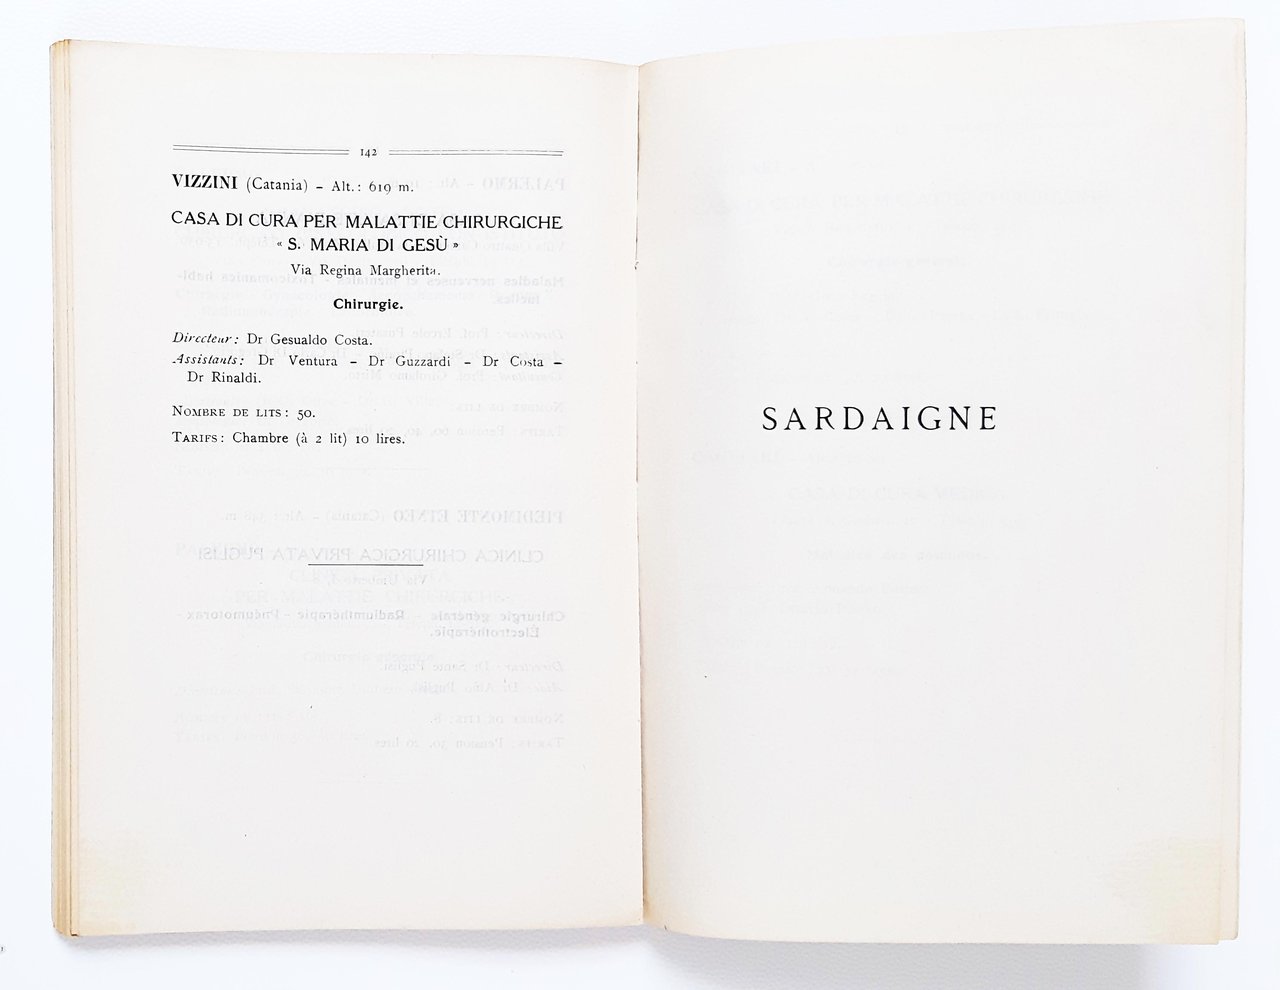 142
VIZZINI (Catania) – Alt.: 619 m.
CASA DI CURA PER MALATTIE CHIRURGICHE
« S. MARIA DI GESÙ »
Via Regina Margherita.
Chirurgie.
Directeur: Dr Gesualdo Costa.
Assistants: Dr Ventura – Dr Guzzardi – Dr Costa –
Dr Rinaldi.
NOMBRE DE LITS: 50.
TARIFS: Chambre (à 2 lit) 10 lires.
SARDAIGNE